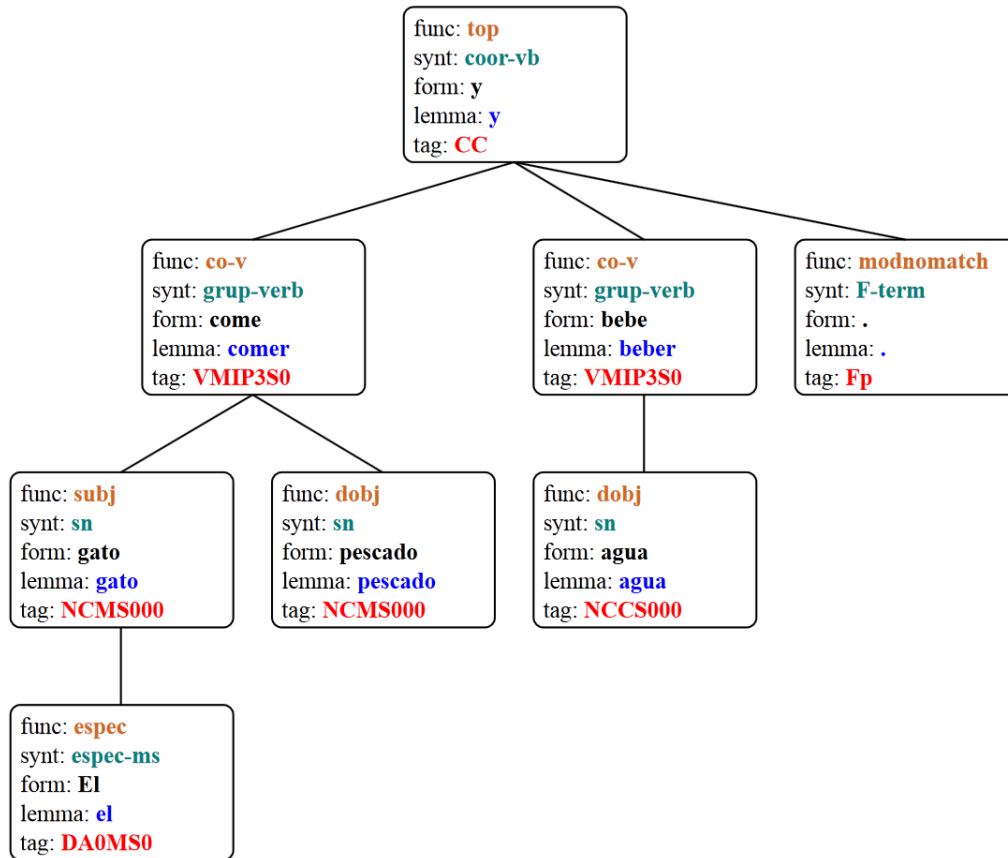 func: top
synt: coor-vb
form: y
lemma: y
tag: CC
func: co-v
synt: grup-verb
form: come
lemma: comer
tag: VMIP3S0
func: co-v
synt: grup-verb
form: bebe
lemma: beber
tag: VMIP3S0
func: modnomatch
synt: F-term
form: .
lemma: .
tag: Fp
func: subj
synt: sn
form: gato
lemma: gato
tag: NCMS000
func: dobj
synt: sn
form: pescado
lemma: pescado
tag: NCMS000
func: dobj
synt: sn
form: agua
lemma: agua
tag: NCCS000
func: espec
synt: espec-ms
form: El
lemma: el
tag: DA0MS0